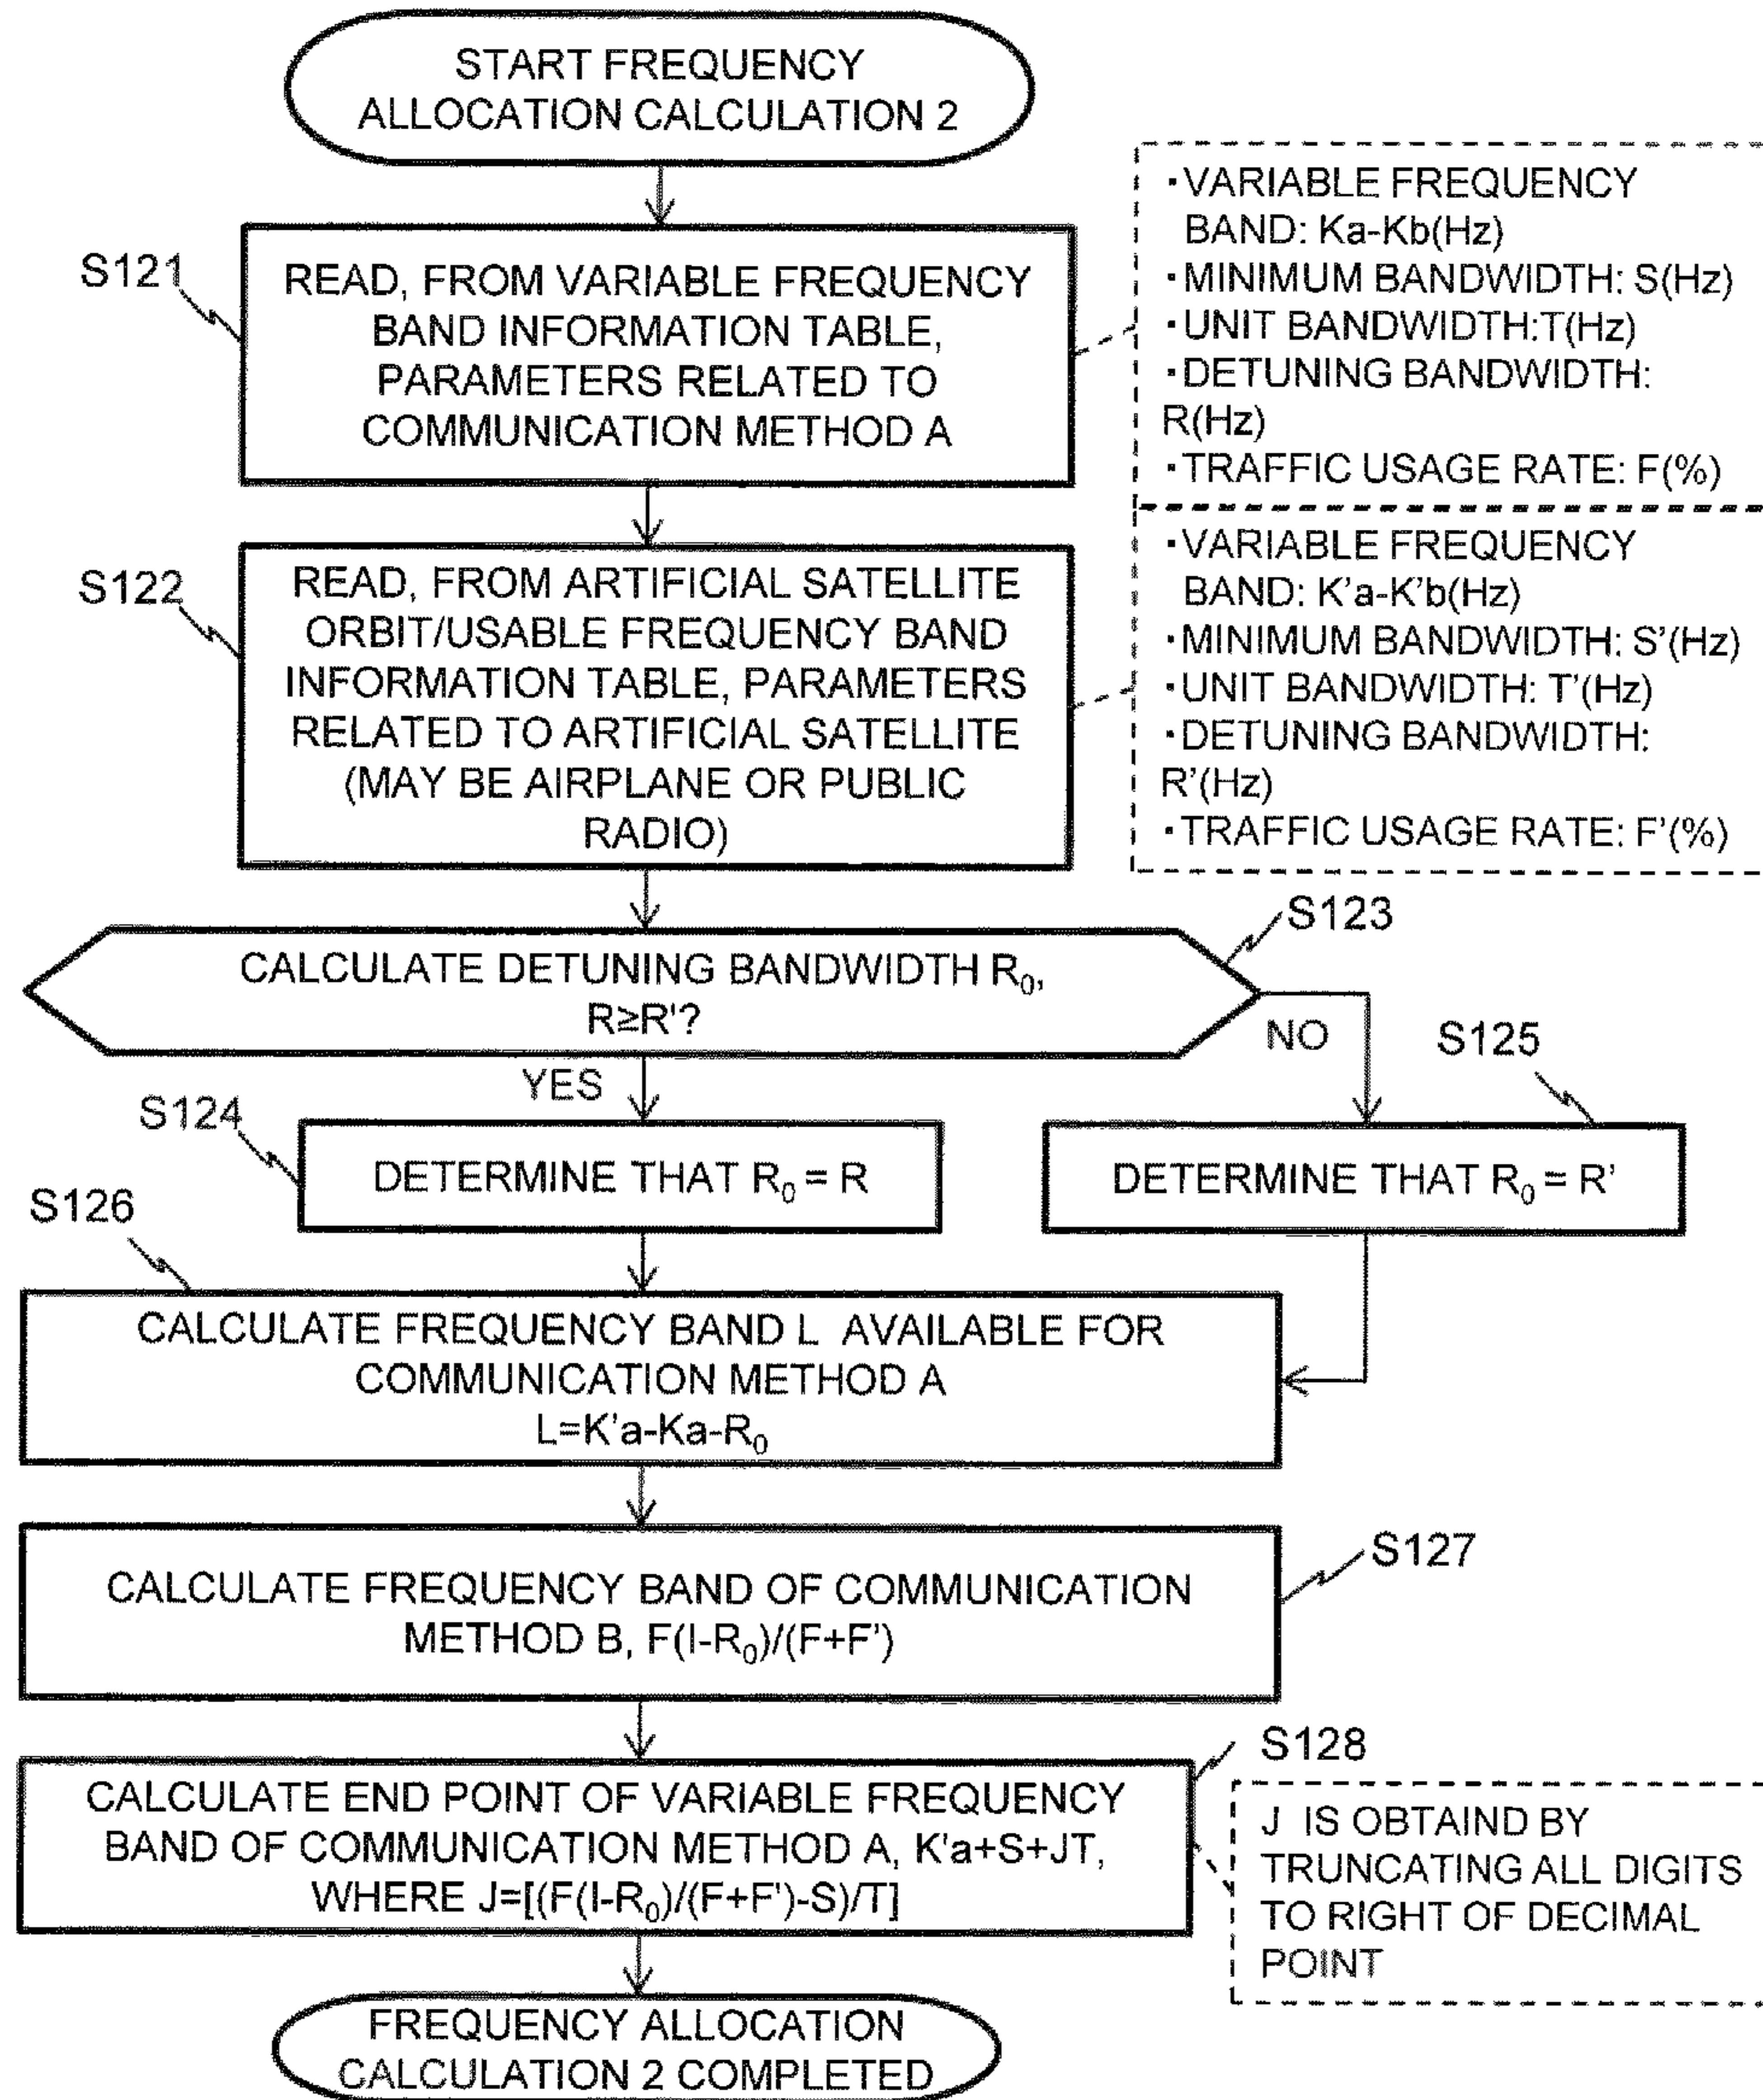 START FREQUENCY
ALLOCATION CALCULATION 2
S121
READ, FROM VARIABLE FREQUENCY
BAND INFORMATION TABLE,
PARAMETERS RELATED TO
COMMUNICATION METHOD A
・VARIABLE FREQUENCY
BAND: Ka-Kb(Hz)
・MINIMUM BANDWIDTH: S(Hz)
・UNIT BANDWIDTH:T(Hz)
・DETUNING BANDWIDTH:
R(Hz)
・TRAFFIC USAGE RATE: F(%)
S122
READ, FROM ARTIFICIAL SATELLITE
ORBIT/USABLE FREQUENCY BAND
INFORMATION TABLE, PARAMETERS
RELATED TO ARTIFICIAL SATELLITE
(MAY BE AIRPLANE OR PUBLIC
RADIO)
・VARIABLE FREQUENCY
BAND: K'a-K'b(Hz)
・MINIMUM BANDWIDTH: S'(Hz)
・UNIT BANDWIDTH: T'(Hz)
・DETUNING BANDWIDTH:
R'(Hz)
・TRAFFIC USAGE RATE: F'(%)
S123
CALCULATE DETUNING BANDWIDTH R₀,
R≥R'?
NO
YES
S124
DETERMINE THAT R₀ = R
S125
DETERMINE THAT R₀ = R'
S126
CALCULATE FREQUENCY BAND L AVAILABLE FOR
COMMUNICATION METHOD A
L=K'a-Ka-R₀
S127
CALCULATE FREQUENCY BAND OF COMMUNICATION
METHOD B, F(I-R₀)/(F+F')
S128
CALCULATE END POINT OF VARIABLE FREQUENCY
BAND OF COMMUNICATION METHOD A, K'a+S+JT,
WHERE J=[(F(I-R₀)/(F+F')-S)/T]
J IS OBTAIND BY
TRUNCATING ALL DIGITS
TO RIGHT OF DECIMAL
POINT
FREQUENCY ALLOCATION
CALCULATION 2 COMPLETED